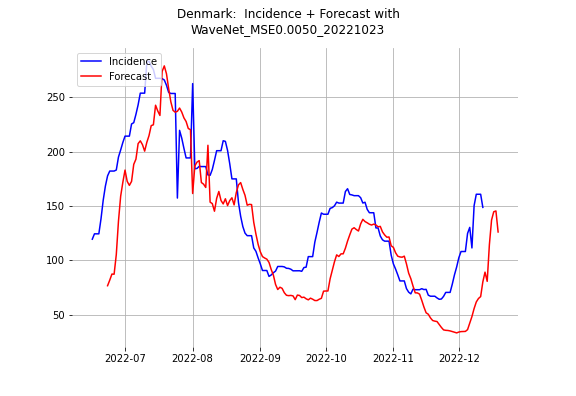 Denmark:  Incidence + Forecast with
WaveNet_MSE0.0050_20221023
Incidence
Forecast
250
200
150
100
50
2022-07
2022-08
2022-09
2022-10
2022-11
2022-12